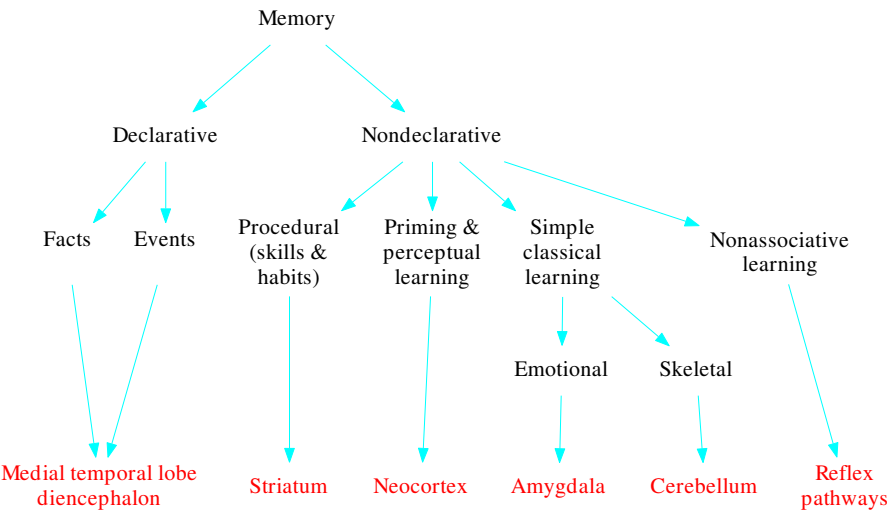 Memory
Declarative
Nondeclarative
Facts
Events
Procedural
(skills &
habits)
Priming &
perceptual
learning
Simple
classical
learning
Nonassociative
learning
Emotional
Skeletal
Medial temporal lobe
diencephalon
Striatum
Neocortex
Amygdala
Cerebellum
Reflex
pathways